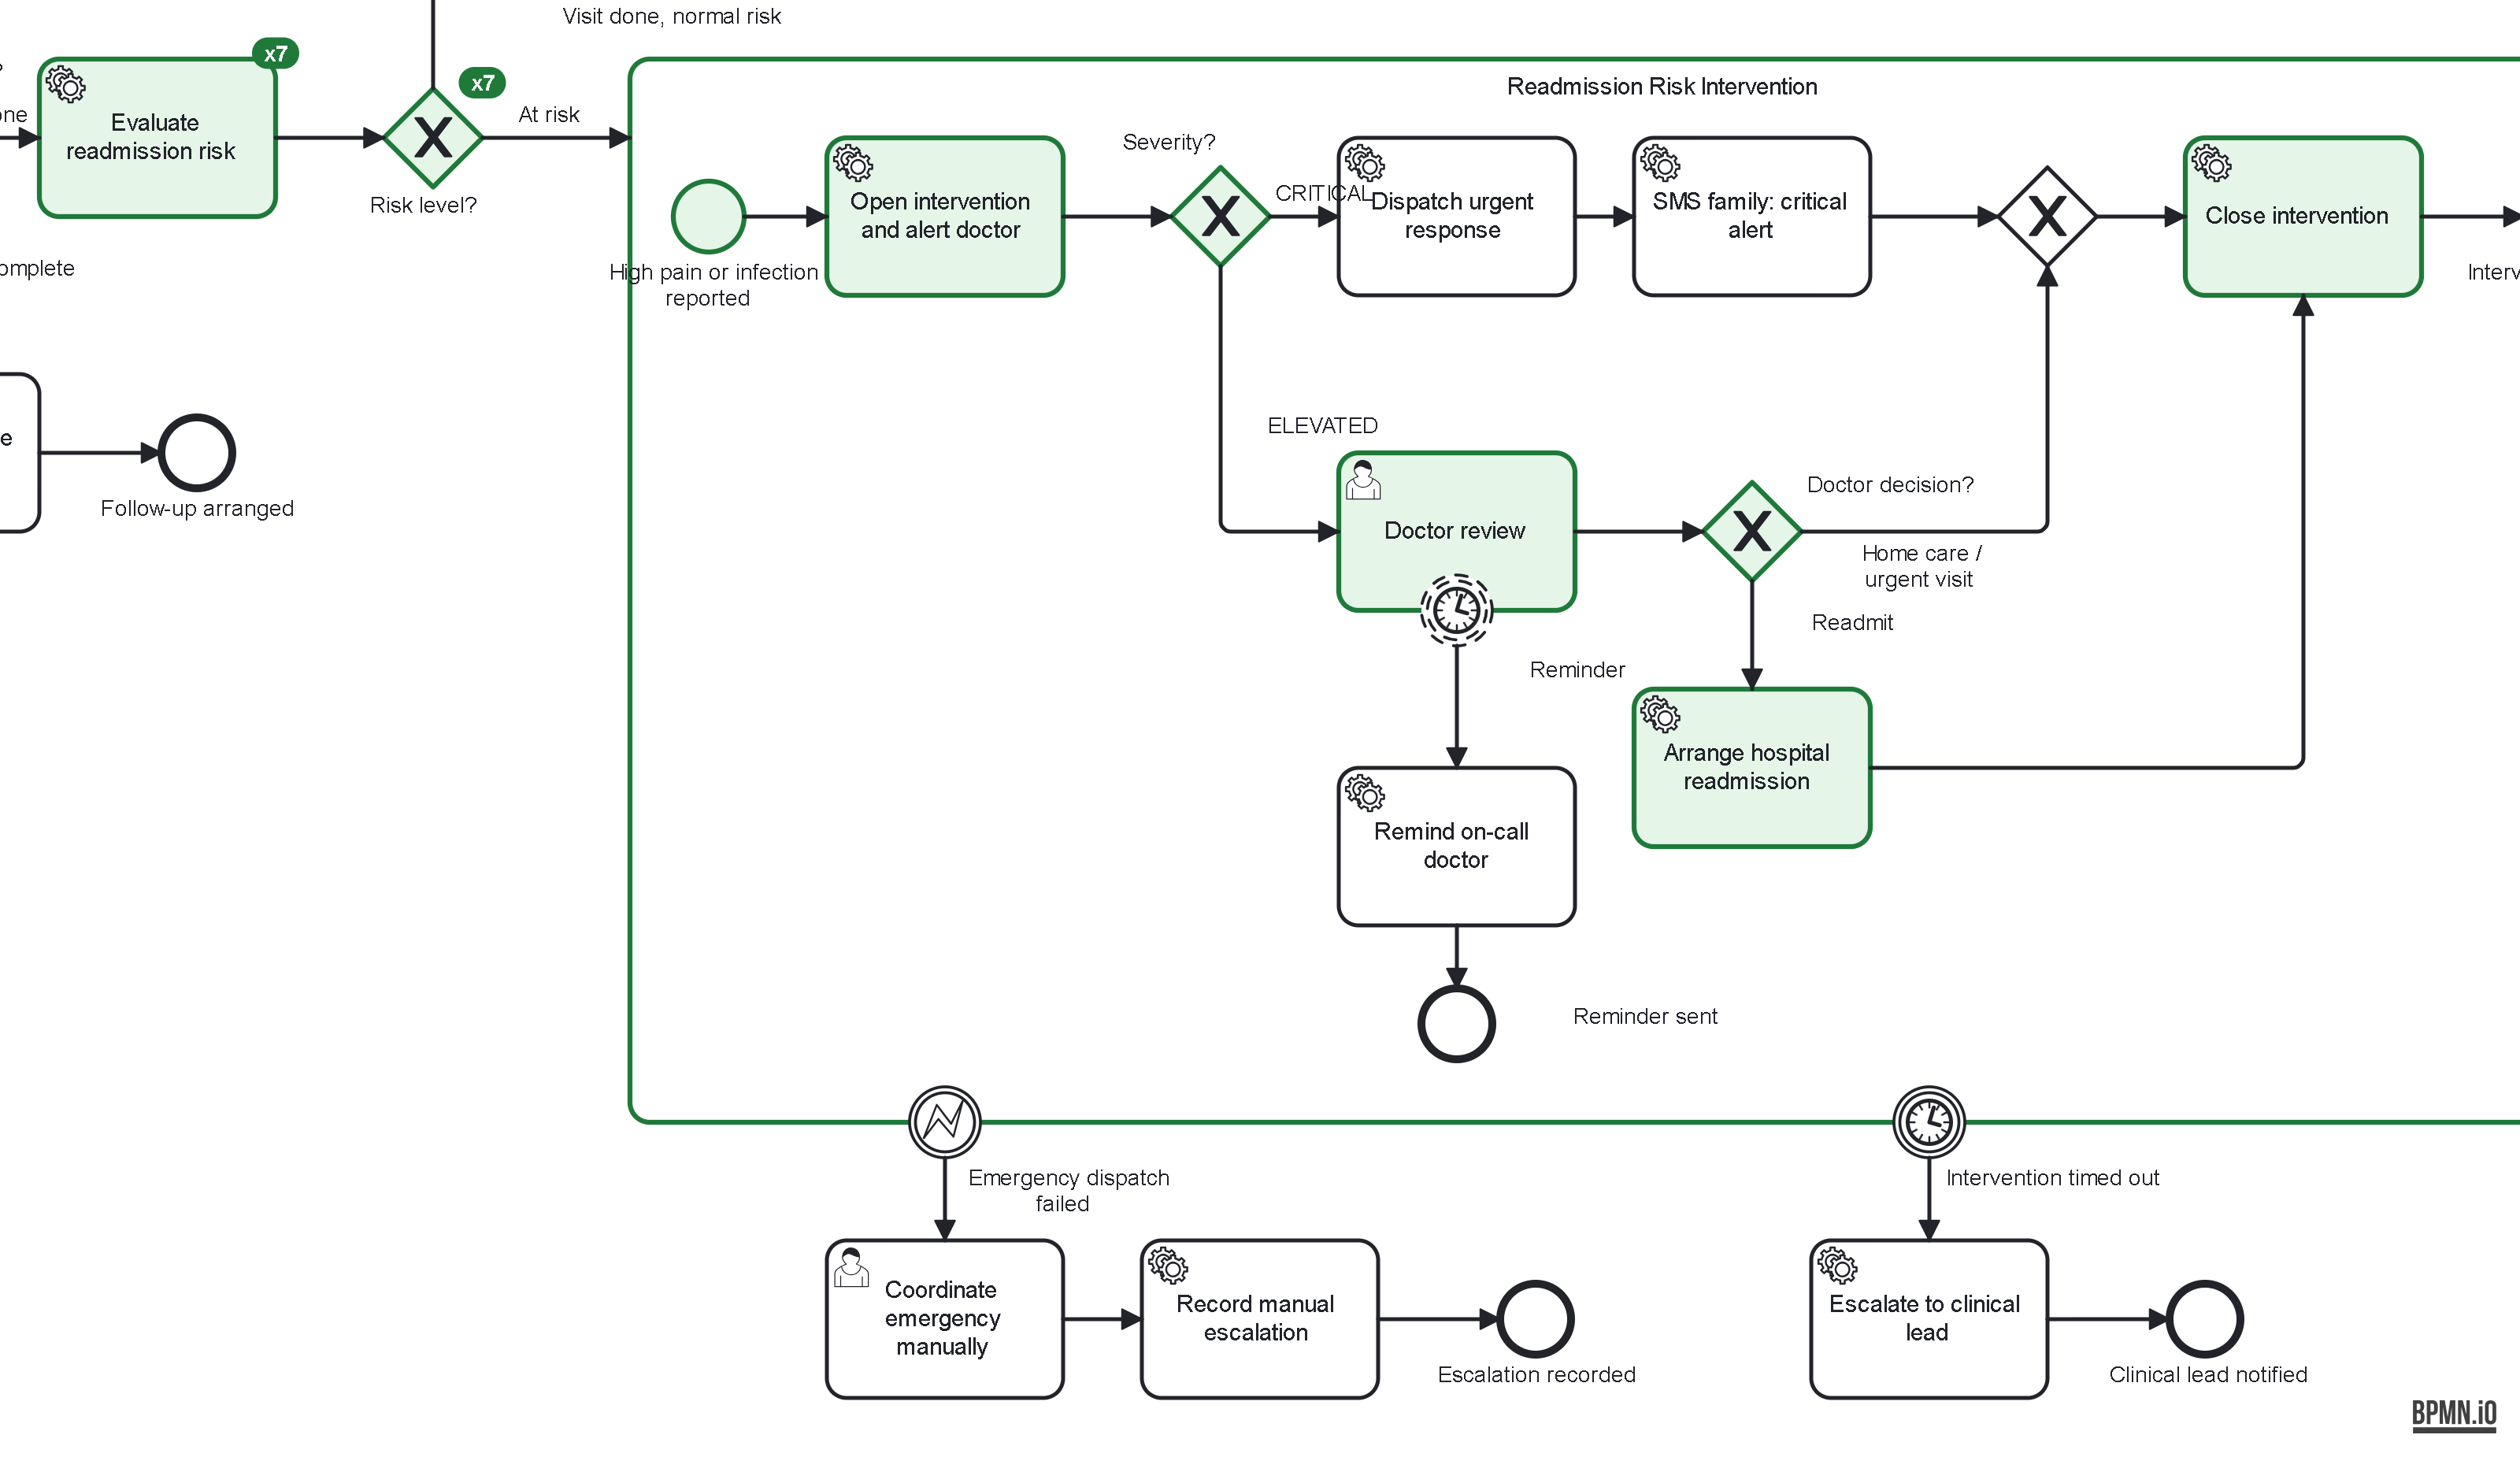 Visit done, normal risk
x7
x7
Readmission Risk Intervention
Evaluate
readmission risk
At risk
Risk level?
Severity?
CRITICAL
High pain or infection
reported
Open intervention
and alert doctor
Dispatch urgent
response
SMS family: critical
alert
Close intervention
Follow-up arranged
ELEVATED
Doctor review
Doctor decision?
Home care /
urgent visit
Readmit
Reminder
Arrange hospital
readmission
Remind on-call
doctor
Reminder sent
Emergency dispatch
failed
Intervention timed out
Coordinate
emergency
manually
Record manual
escalation
Escalation recorded
Escalate to clinical
lead
Clinical lead notified
BPMN.iO